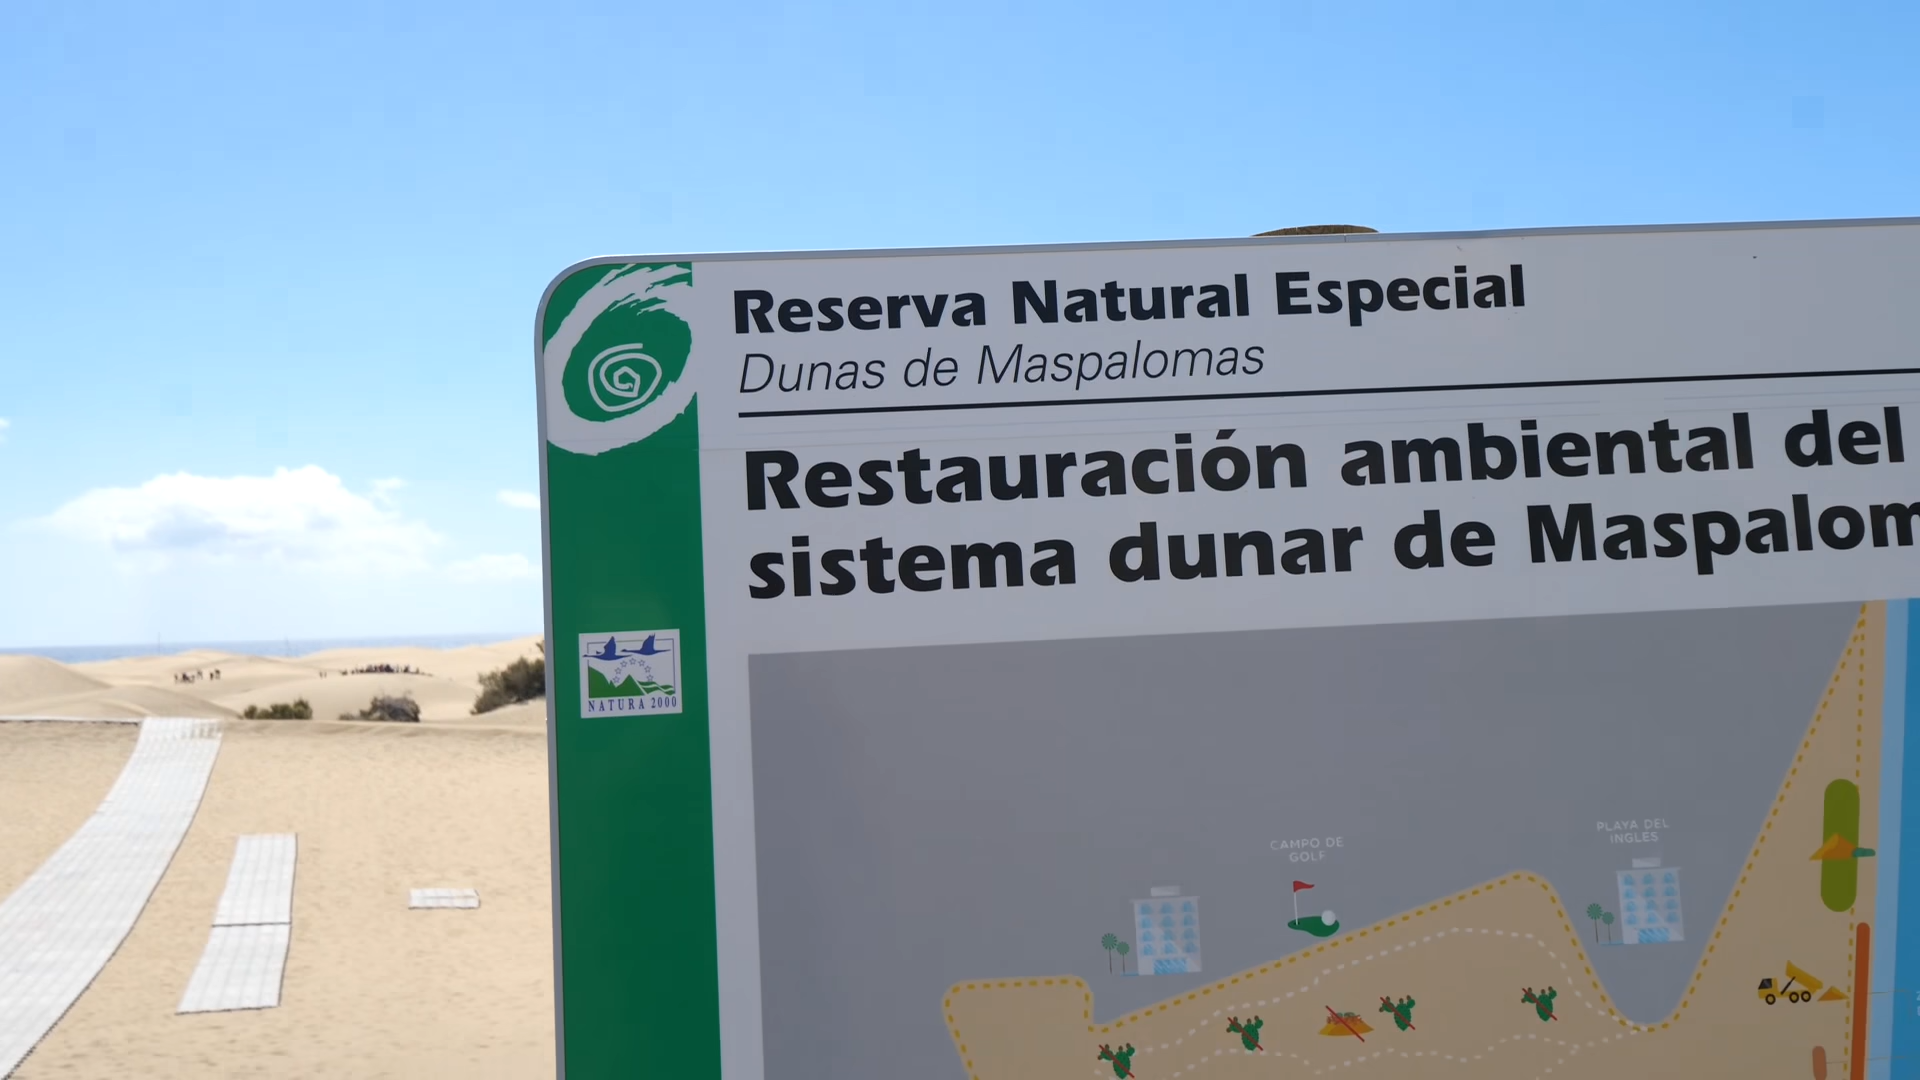 Reserva Natural Especial
Dunas de Maspalomas
Restauración ambiental del
sistema dunar de Maspalom
NATURA 2000
PLAYA DEL
INGLES
CAMPO DE
GOLF